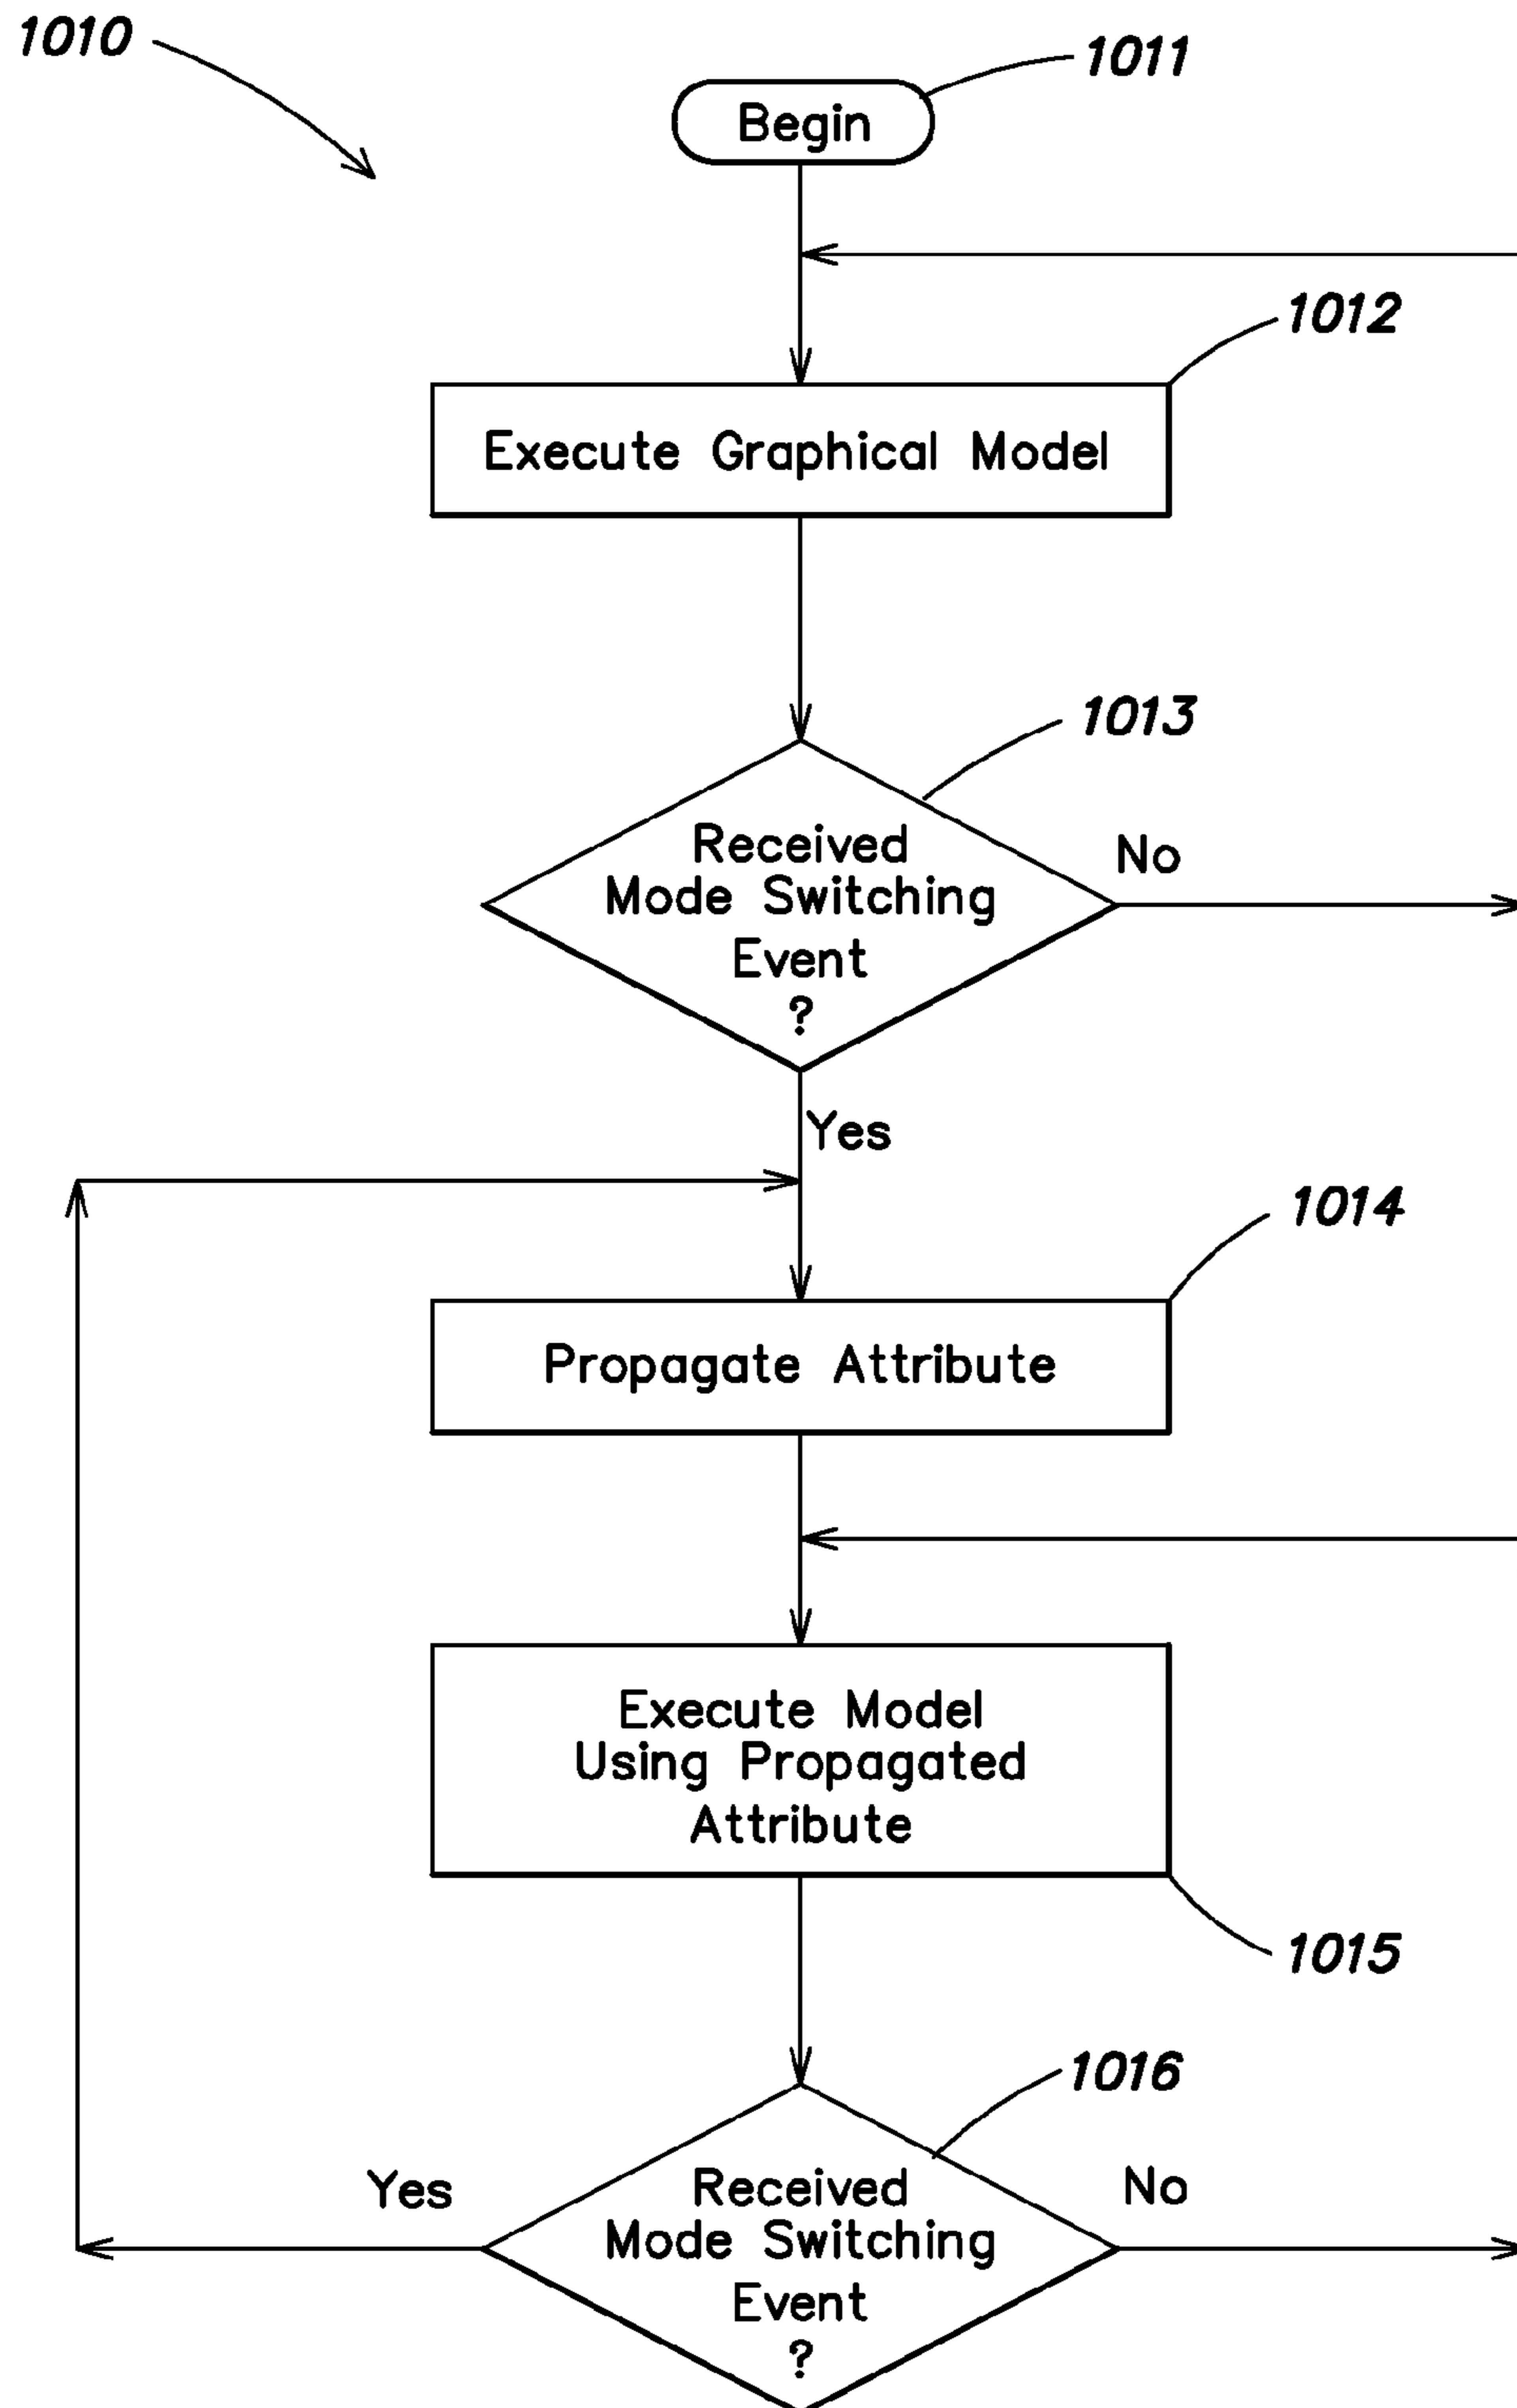 1010
1011
Begin
1012
Execute Graphical Model
1013
Received
Mode Switching
Event
?
No
Yes
1014
Propagate Attribute
Execute Model
Using Propagated
Attribute
1015
1016
Yes
Received
Mode Switching
Event
?
No